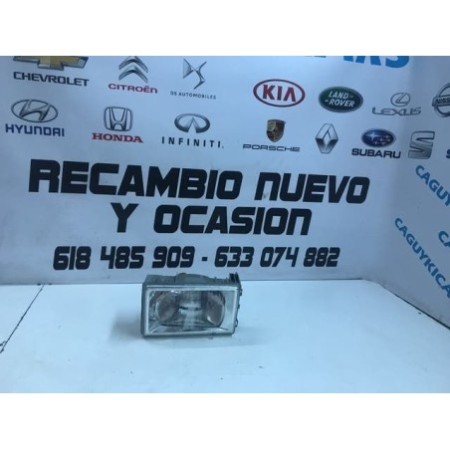 CHEVROLET
CITROËN
DS AUTOMOBILES
KIA
LAND ROVER
LEXUS
HYUNDAI
HONDA
INFINITI
PORSCHE
RENAULT
SUBARU
RECAMBIO NUEVO
Y OCASION
618 485 909 - 633 074 882